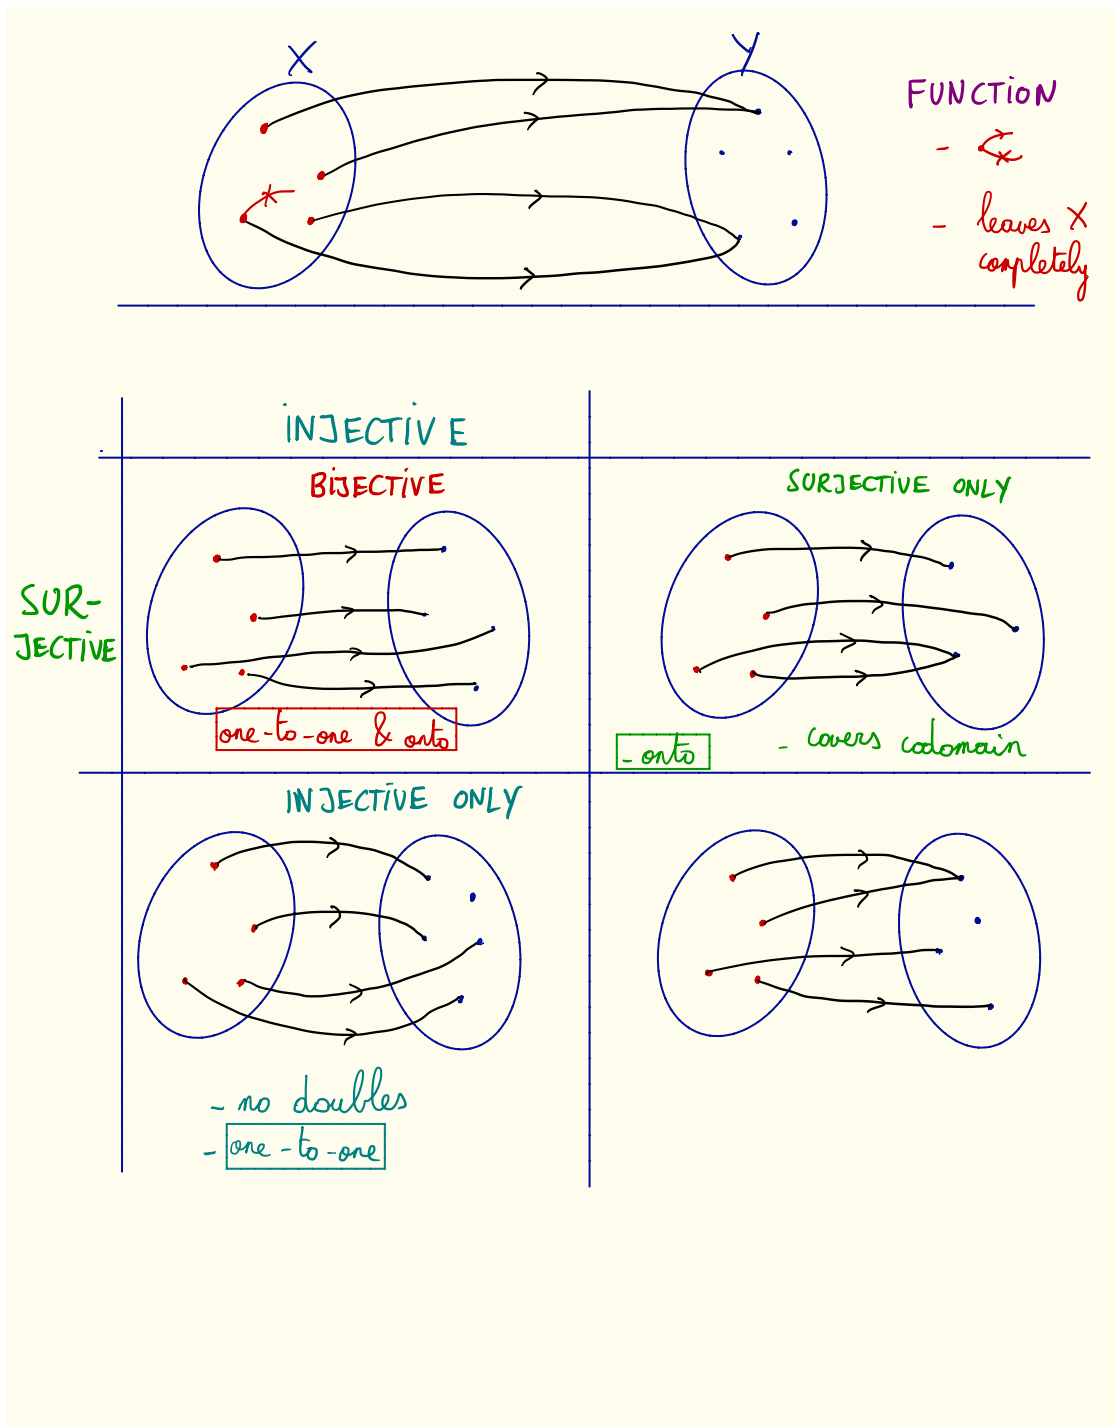 X
Y
FUNCTION
-
- leaves X
completely
INJECTIVE
BIJECTIVE
SURJECTIVE ONLY
SUR-
JECTIVE
one-to-one & onto
- onto
- covers codomain
INJECTIVE ONLY
- no doubles
- one-to-one